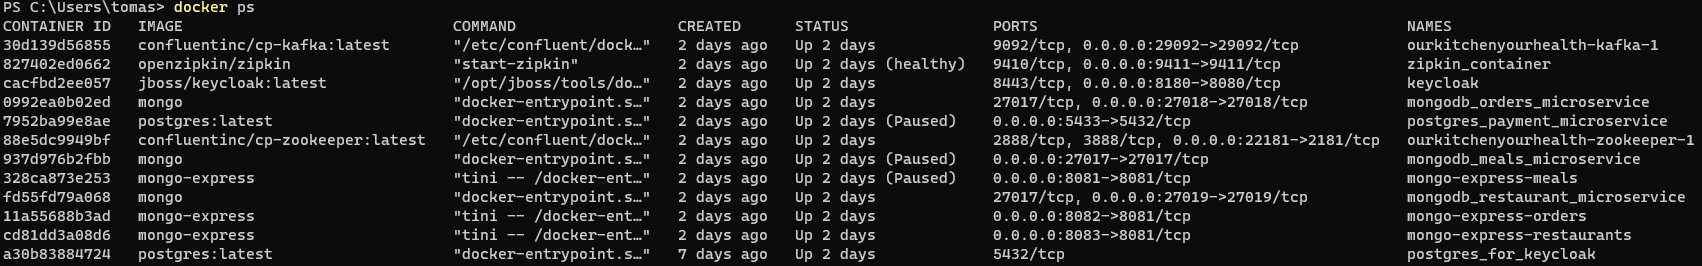 PS C:\Users\tomas> docker ps
CONTAINER ID   IMAGE                             COMMAND                  CREATED      STATUS                PORTS                                        NAMES
30d139d56855   confluentinc/cp-kafka:latest      "/etc/confluent/dock…"   2 days ago   Up 2 days             9092/tcp, 0.0.0.0:29092->29092/tcp           ourkitchenyourhealth-kafka-1
827402ed0662   openzipkin/zipkin                 "start-zipkin"           2 days ago   Up 2 days (healthy)   9410/tcp, 0.0.0.0:9411->9411/tcp             zipkin_container
cacfbd2ee057   jboss/keycloak:latest             "/opt/jboss/tools/do…"   2 days ago   Up 2 days             8443/tcp, 0.0.0.0:8180->8080/tcp             keycloak
0992ea0b02ed   mongo                             "docker-entrypoint.s…"   2 days ago   Up 2 days             27017/tcp, 0.0.0.0:27018->27018/tcp          mongodb_orders_microservice
7952ba99e8ae   postgres:latest                   "docker-entrypoint.s…"   2 days ago   Up 2 days (Paused)    0.0.0.0:5433->5432/tcp                       postgres_payment_microservice
88e5dc9949bf   confluentinc/cp-zookeeper:latest  "/etc/confluent/dock…"   2 days ago   Up 2 days             2888/tcp, 3888/tcp, 0.0.0.0:22181->2181/tcp  ourkitchenyourhealth-zookeeper-1
937d976b2fbb   mongo                             "docker-entrypoint.s…"   2 days ago   Up 2 days (Paused)    0.0.0.0:27017->27017/tcp                     mongodb_meals_microservice
328ca873e253   mongo-express                     "tini -- /docker-ent…"   2 days ago   Up 2 days (Paused)    0.0.0.0:8081->8081/tcp                       mongo-express-meals
fd55fd79a068   mongo                             "docker-entrypoint.s…"   2 days ago   Up 2 days             27017/tcp, 0.0.0.0:27019->27019/tcp          mongodb_restaurant_microservice
11a55688b3ad   mongo-express                     "tini -- /docker-ent…"   2 days ago   Up 2 days             0.0.0.0:8082->8081/tcp                       mongo-express-orders
cd81dd3a08d6   mongo-express                     "tini -- /docker-ent…"   2 days ago   Up 2 days             0.0.0.0:8083->8081/tcp                       mongo-express-restaurants
a30b83884724   postgres:latest                   "docker-entrypoint.s…"   7 days ago   Up 2 days             5432/tcp                                     postgres_for_keycloak